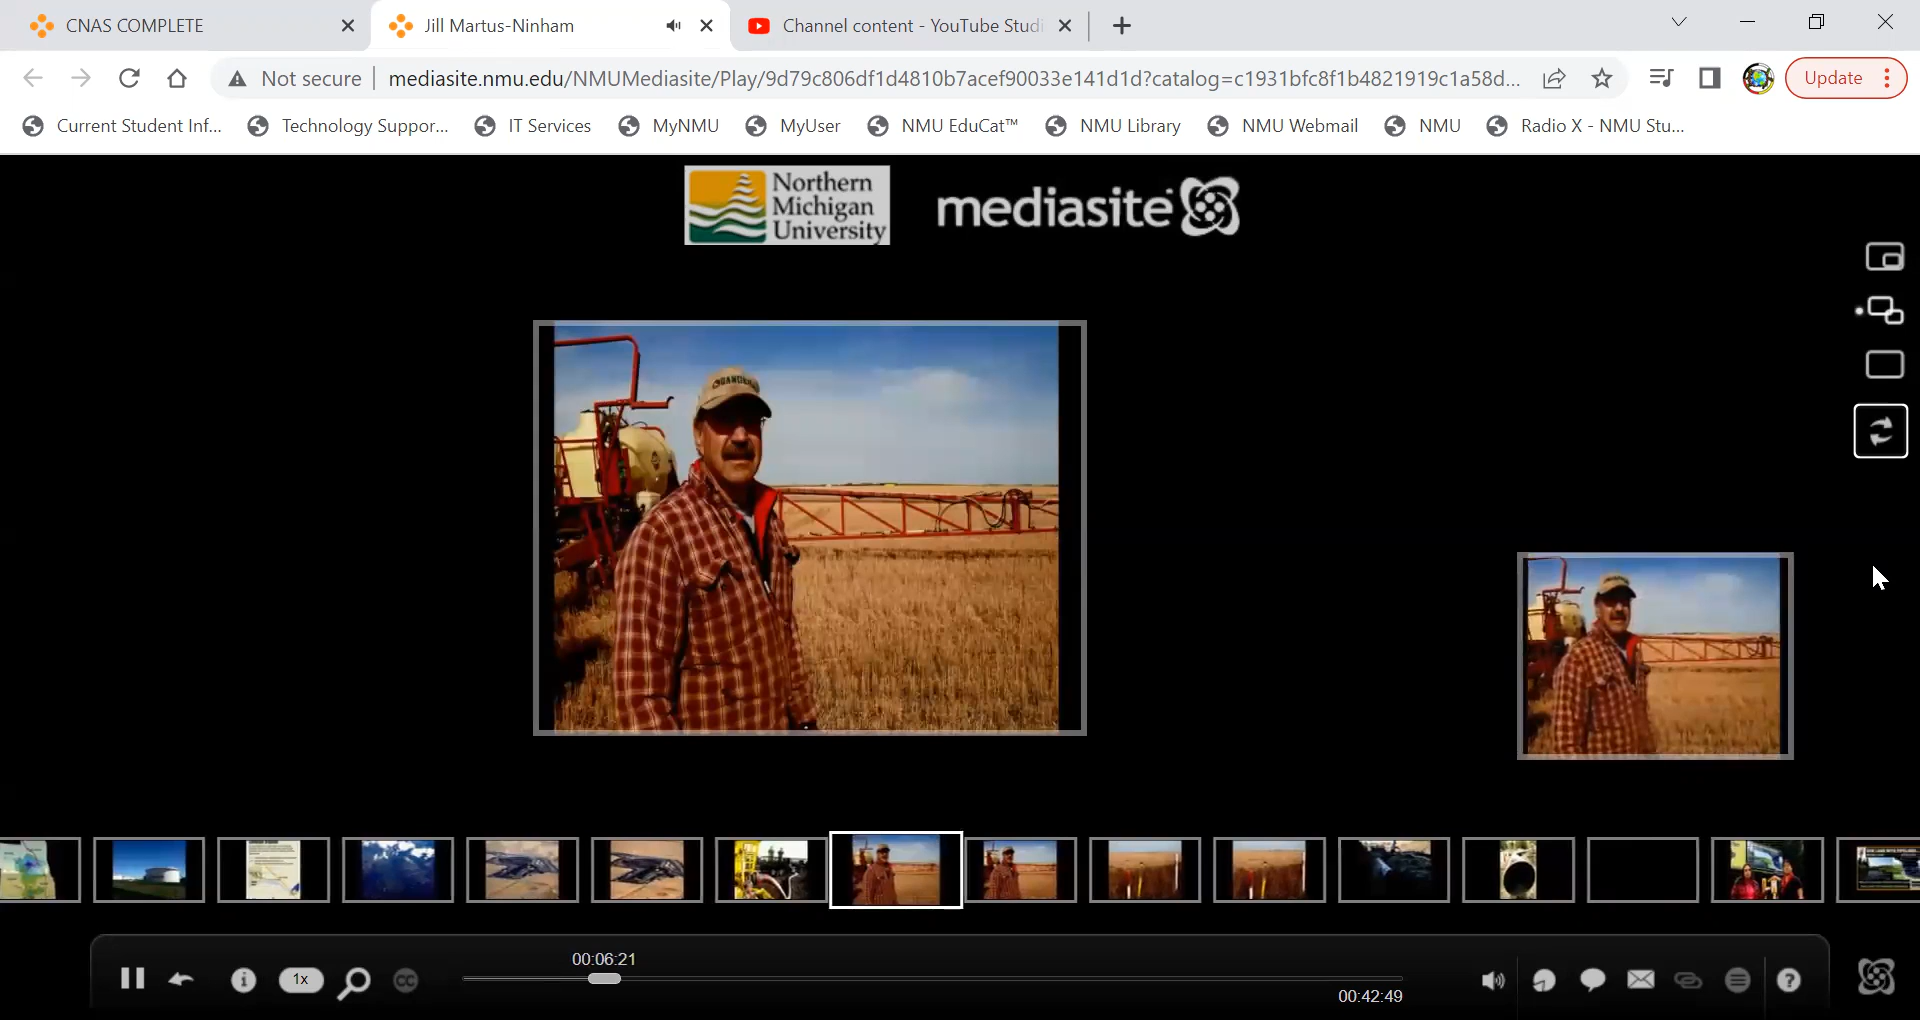 CNAS COMPLETE
Jill Martus-Ninham
Channel content - YouTube Studi
Not secure
mediasite.nmu.edu/NMUMediasite/Play/9d79c806df1d4810b7acef90033e141d1d?catalog=c1931bfc8f1b4821919c1a58d...
Update
Current Student Inf...
Technology Suppor...
IT Services
MyNMU
MyUser
NMU EduCat™
NMU Library
NMU Webmail
NMU
Radio X - NMU Stu...
Northern
Michigan
University
mediasite
00:06:21
1x
CC
00:42:49